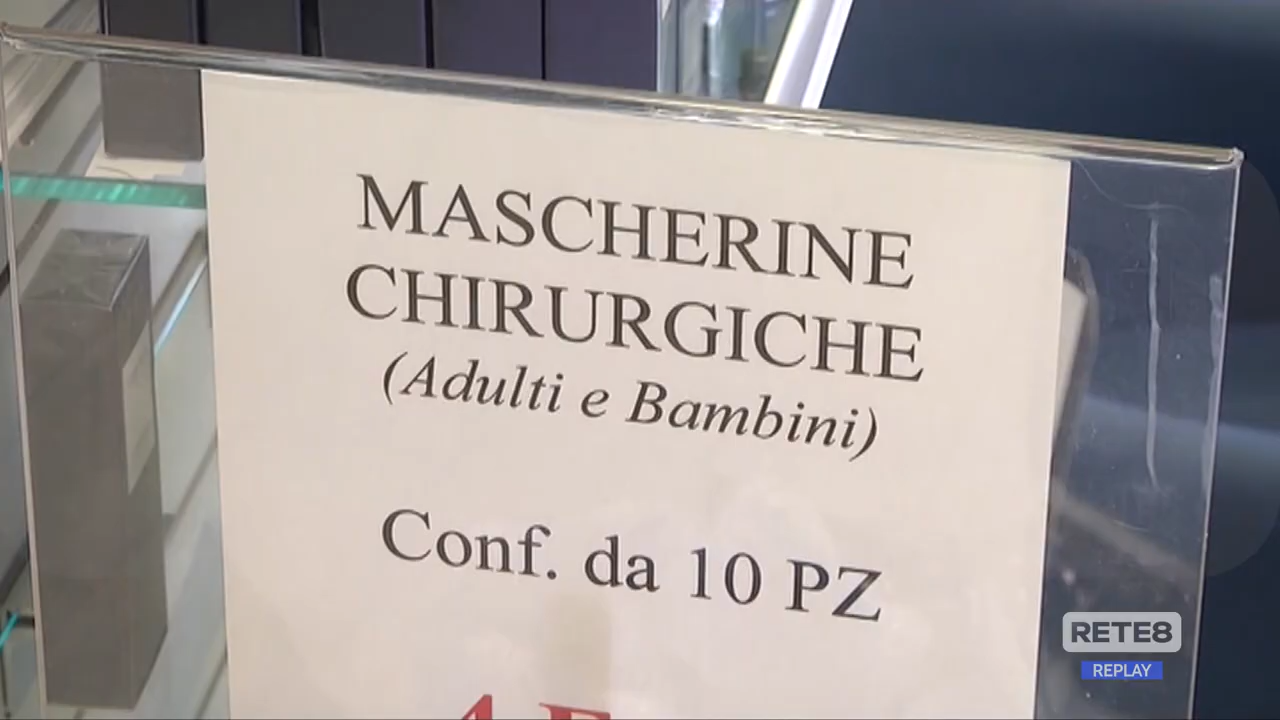 MASCHERINE
CHIRURGICHE
(Adulti e Bambini)
Conf. da 10 PZ
RETE8
REPLAY